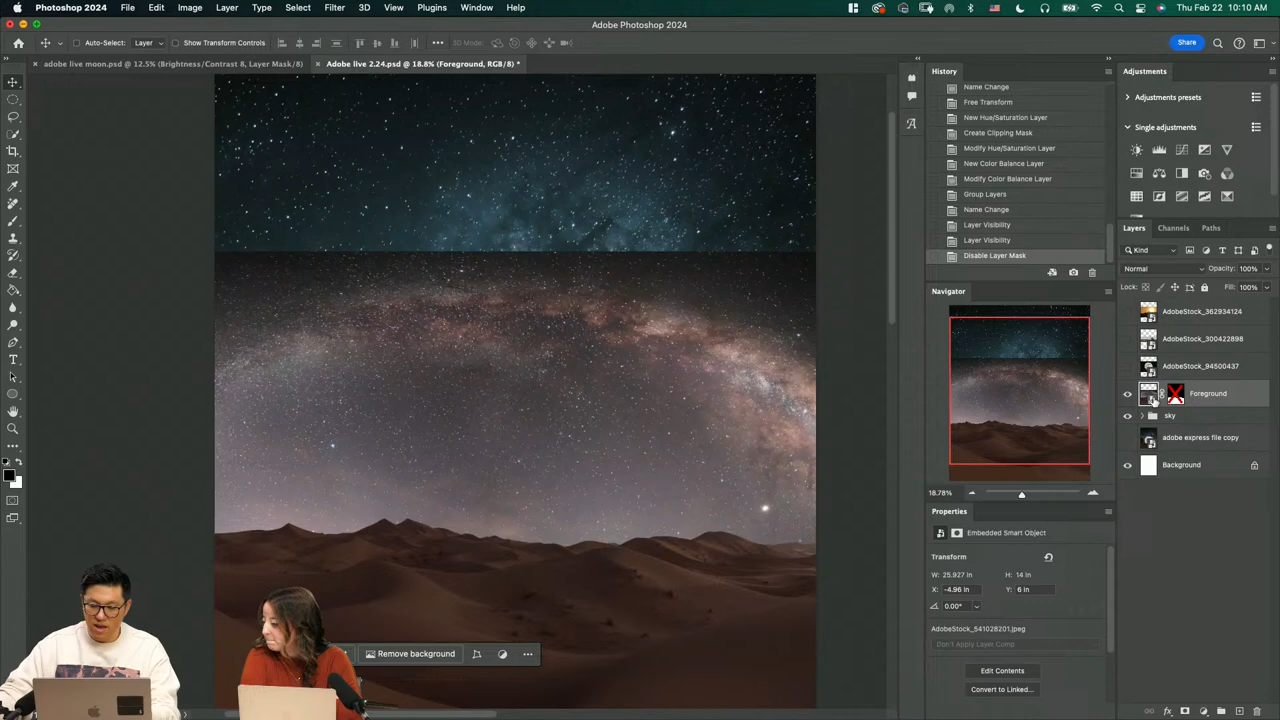 Photoshop 2024 File Edit Image Layer Type Select Filter 3D View Plugins Window Help Thu Feb 22 10:10 AM
Adobe Photoshop 2024
Auto-Select: Layer Show Transform Controls 3D Mode: Share
adobe live moon.psd @ 12.5% (Brightness/Contrast 8, Layer Mask/8)
Adobe live 2.24.psd @ 18.8% (Foreground, RGB/8) *
History
Name Change
Free Transform
New Hue/Saturation Layer
Create Clipping Mask
Modify Hue/Saturation Layer
New Color Balance Layer
Modify Color Balance Layer
Group Layers
Name Change
Layer Visibility
Layer Visibility
Disable Layer Mask
Navigator
18.78%
Properties
Embedded Smart Object
Transform
W: 25.927 in H: 14 in
X: -4.96 in Y: 6 in
0.00°
AdobeStock_541028201.jpeg
Don't Apply Layer Comp
Edit Contents
Convert to Linked...
Adjustments
Adjustments presets
Single adjustments
Layers Channels Paths
Kind
Normal Opacity: 100%
Lock: Fill: 100%
AdobeStock_362934124
AdobeStock_300422898
AdobeStock_94500437
Foreground
sky
adobe express file copy
Background
Remove background